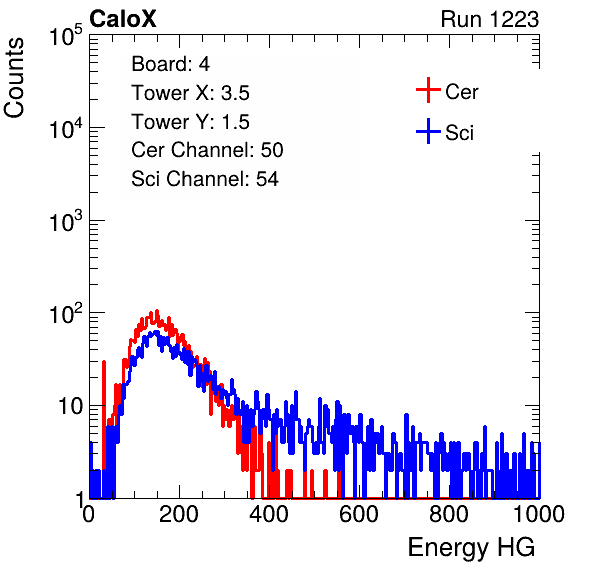 CaloX Run 1223
Counts
10^5
10^4
10^3
10^2
10
1
Board: 4
Tower X: 3.5
Tower Y: 1.5
Cer Channel: 50
Sci Channel: 54
Cer
Sci
0 200 400 600 800 1000
Energy HG